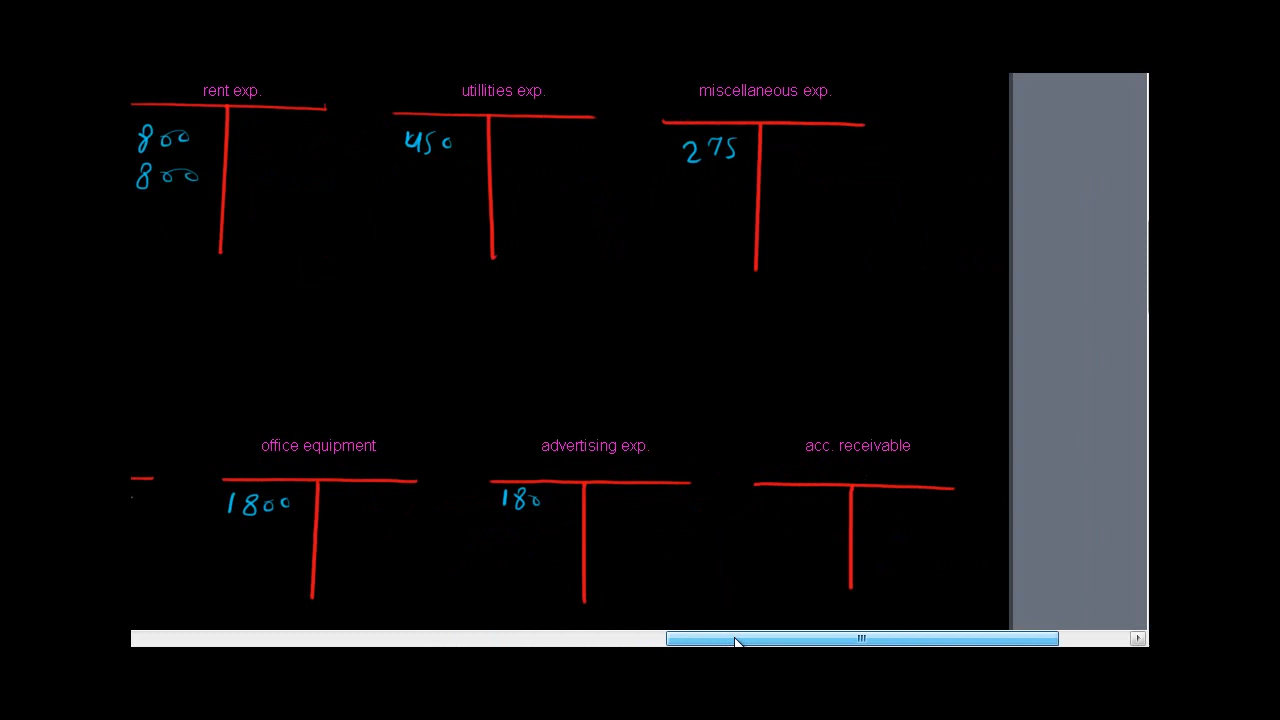 rent exp.
utillities exp.
miscellaneous exp.
800
450
275
800
office equipment
advertising exp.
acc. receivable
1800
180